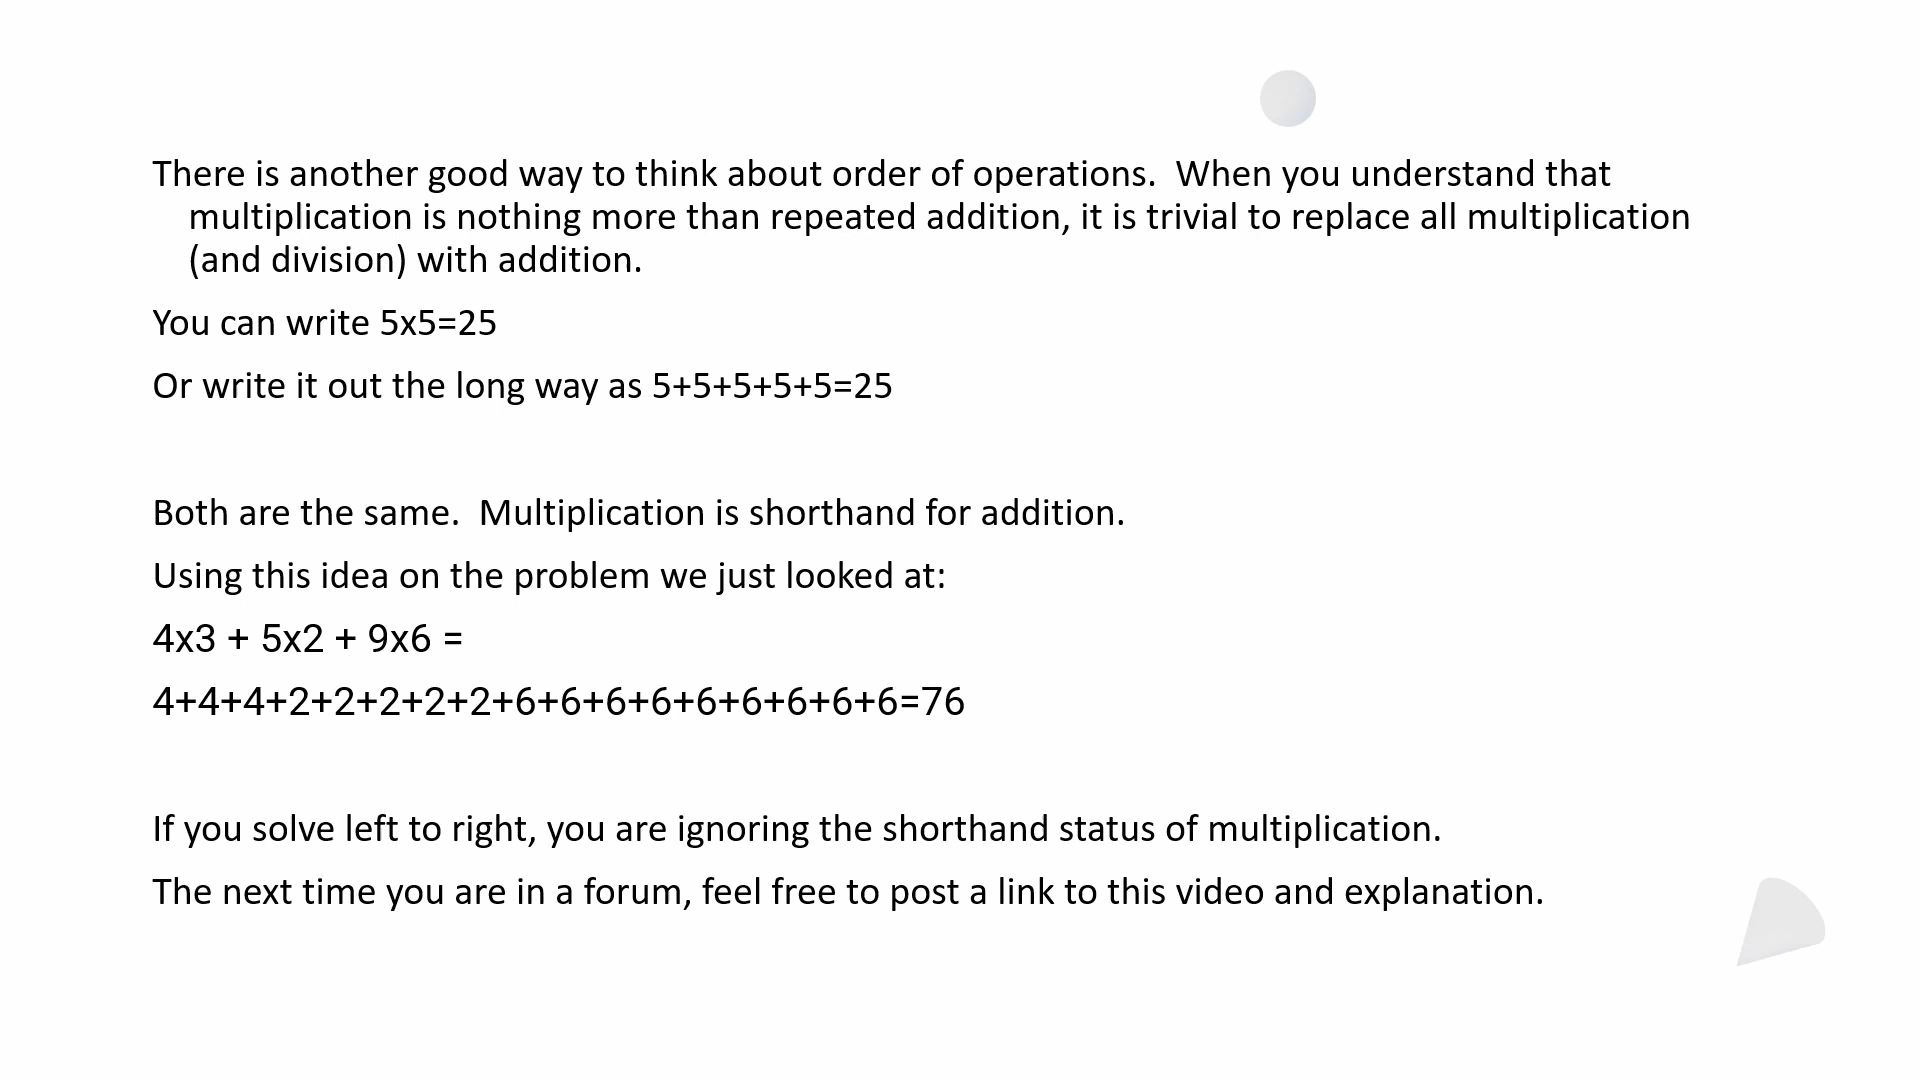 There is another good way to think about order of operations.  When you understand that
multiplication is nothing more than repeated addition, it is trivial to replace all multiplication
(and division) with addition.
You can write 5x5=25
Or write it out the long way as 5+5+5+5+5=25
Both are the same.  Multiplication is shorthand for addition.
Using this idea on the problem we just looked at:
4x3 + 5x2 + 9x6 =
4+4+4+2+2+2+2+2+6+6+6+6+6+6+6+6+6=76
If you solve left to right, you are ignoring the shorthand status of multiplication.
The next time you are in a forum, feel free to post a link to this video and explanation.